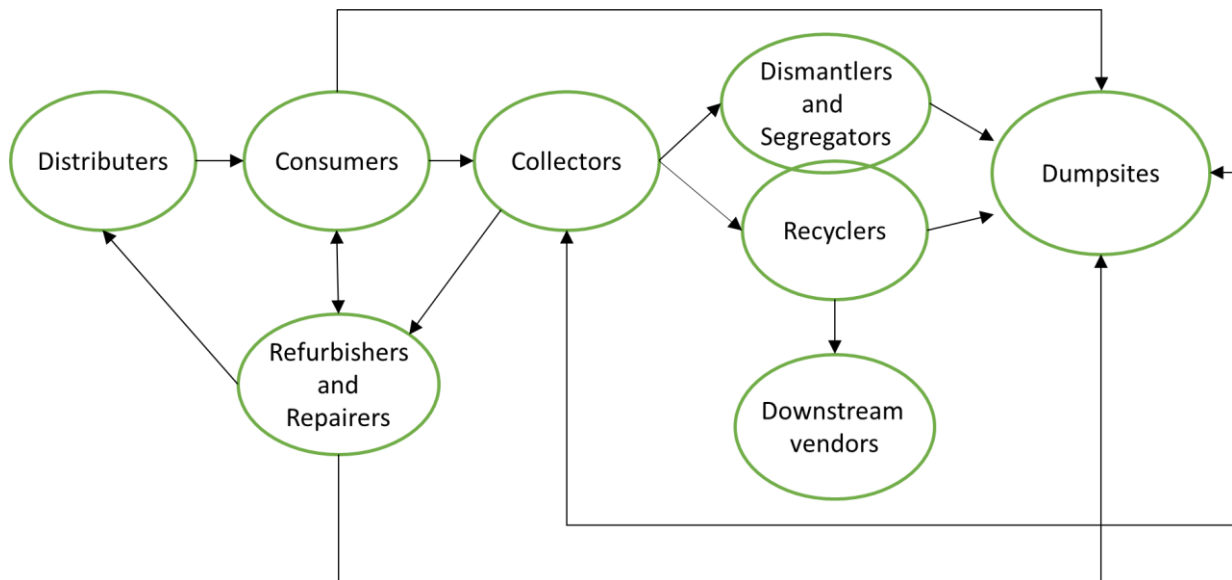 Distributers
Consumers
Collectors
Dismantlers
and
Segregators
Recyclers
Dumpsites
Refurbishers
and
Repairers
Downstream
vendors